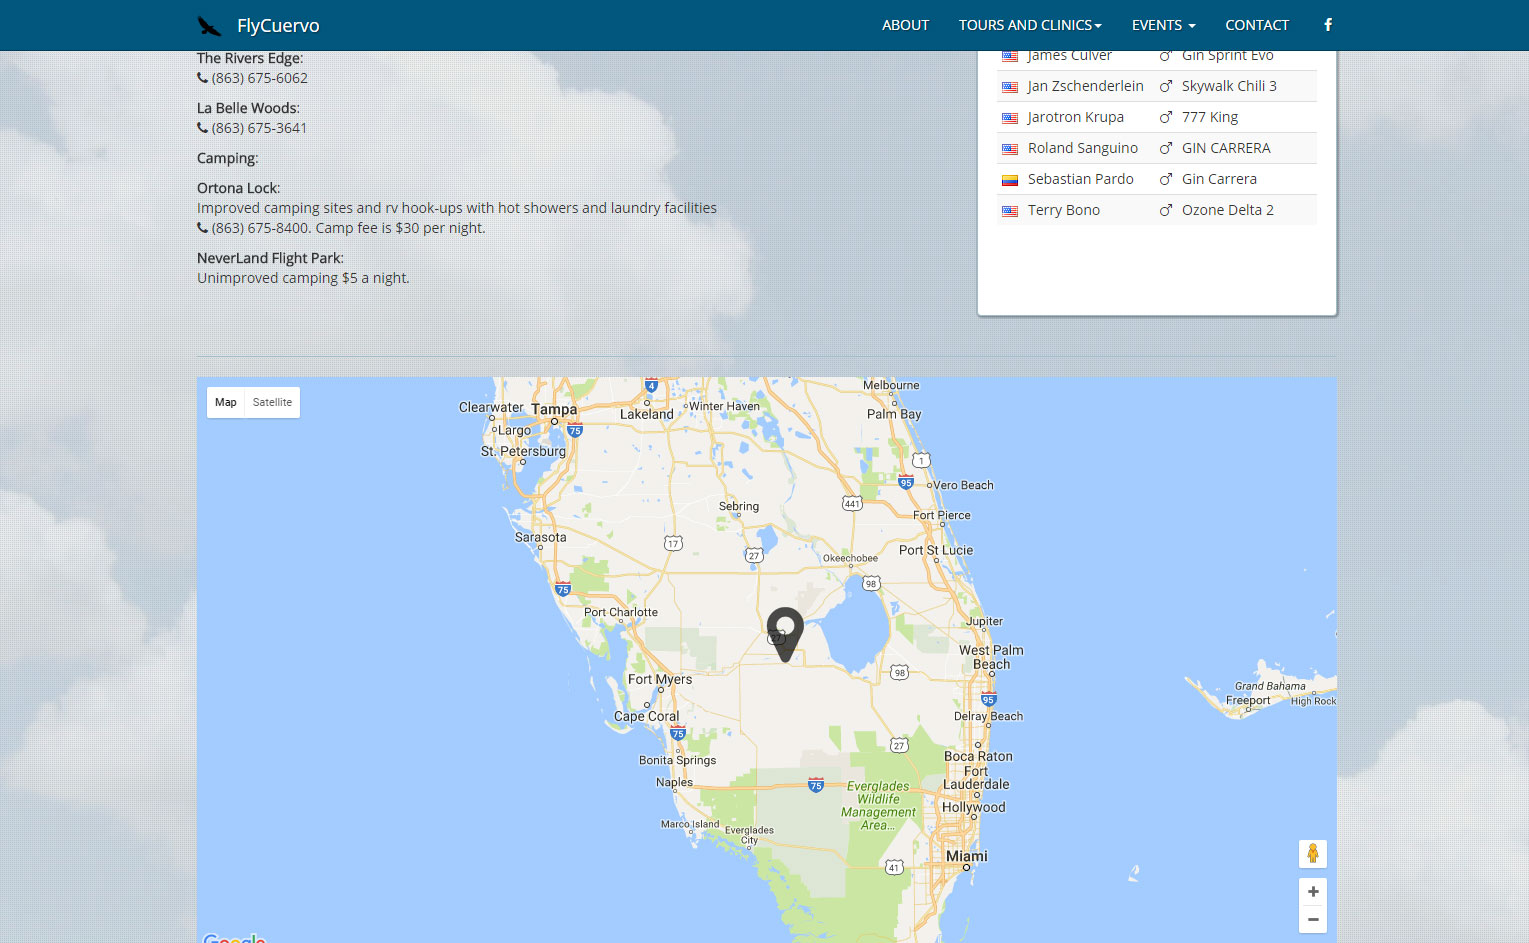 FlyCuervo
ABOUT
TOURS AND CLINICS
EVENTS
CONTACT
The Rivers Edge:
(863) 675-6062
La Belle Woods:
(863) 675-3641
Camping:
Ortona Lock:
Improved camping sites and rv hook-ups with hot showers and laundry facilities
(863) 675-8400. Camp fee is $30 per night.
NeverLand Flight Park:
Unimproved camping $5 a night.
James Culver Gin Sprint Evo
Jan Zschenderlein Skywalk Chili 3
Jarotron Krupa 777 King
Roland Sanguino GIN CARRERA
Sebastian Pardo Gin Carrera
Terry Bono Ozone Delta 2
Map Satellite
4
Melbourne
Clearwater
Tampa
Lakeland
Winter Haven
Palm Bay
Largo
75
St. Petersburg
1
95
Vero Beach
441
Sebring
Fort Pierce
Sarasota
17
27
Okeechobee
Port St Lucie
98
75
Port Charlotte
27
Jupiter
West Palm
Beach
98
Fort Myers
95
Cape Coral
Delray Beach
75
27
Bonita Springs
Boca Raton
Fort
Lauderdale
Naples
75
Everglades
Wildlife
Management
Area...
Hollywood
Marco Island
Everglades
City
Miami
41
Grand Bahama
Freeport
High Rock
+
−
Google